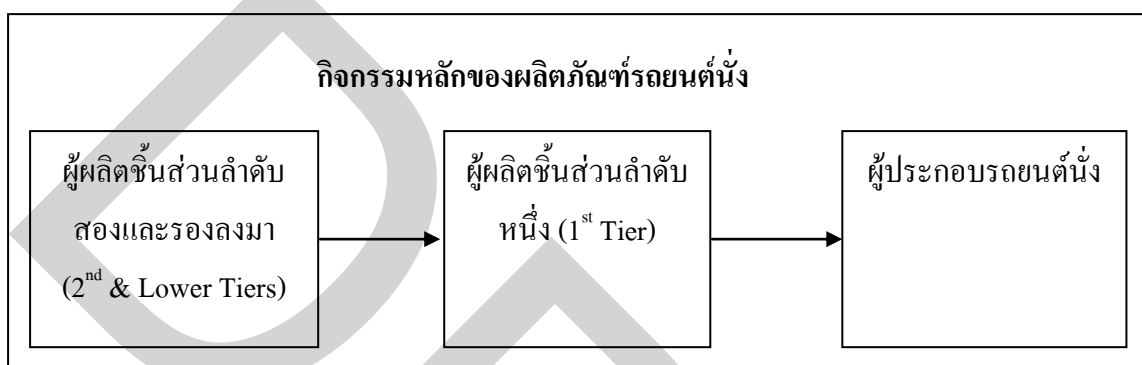 กิจกรรมหลักของผลิตภัณฑ์รถยนต์นั่ง
ผู้ผลิตชิ้นส่วนลำดับ
สองและรองลงมา
(2nd & Lower Tiers)
ผู้ผลิตชิ้นส่วนลำดับ
หนึ่ง (1st Tier)
ผู้ประกอบรถยนต์นั่ง